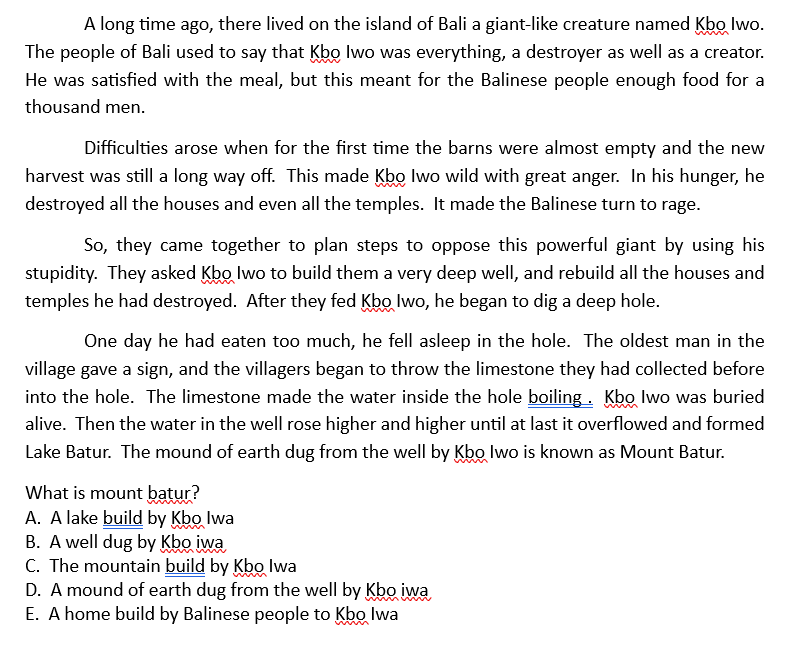 A long time ago, there lived on the island of Bali a giant-like creature named Kbo Iwo.
The people of Bali used to say that Kbo Iwo was everything, a destroyer as well as a creator.
He was satisfied with the meal, but this meant for the Balinese people enough food for a
thousand men.
Difficulties arose when for the first time the barns were almost empty and the new
harvest was still a long way off. This made Kbo Iwo wild with great anger. In his hunger, he
destroyed all the houses and even all the temples. It made the Balinese turn to rage.
So, they came together to plan steps to oppose this powerful giant by using his
stupidity. They asked Kbo Iwo to build them a very deep well, and rebuild all the houses and
temples he had destroyed. After they fed Kbo Iwo, he began to dig a deep hole.
One day he had eaten too much, he fell asleep in the hole. The oldest man in the
village gave a sign, and the villagers began to throw the limestone they had collected before
into the hole. The limestone made the water inside the hole boiling . Kbo Iwo was buried
alive. Then the water in the well rose higher and higher until at last it overflowed and formed
Lake Batur. The mound of earth dug from the well by Kbo Iwo is known as Mount Batur.
What is mount batur?
A. A lake build by Kbo Iwa
B. A well dug by Kbo iwa
C. The mountain build by Kbo Iwa
D. A mound of earth dug from the well by Kbo iwa
E. A home build by Balinese people to Kbo Iwa